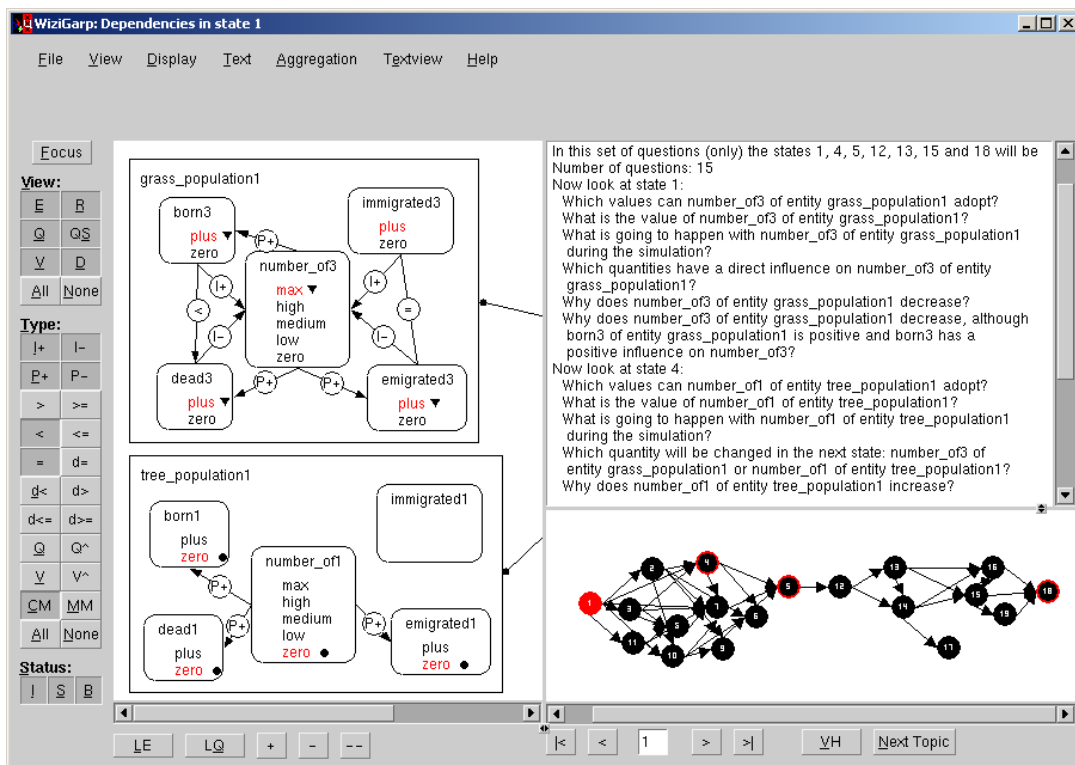 WiziGarp: Dependencies in state 1
File View Display Text Aggregation Textview Help
Focus
View:
E R
Q QS
V D
All None
Type:
I+ I-
P+ P-
> >=
< <=
= d=
d< d>
d<= d>=
Q Q^
V V^
CM MM
All None
Status:
I S B
grass_population1
born3
plus
zero
immigrated3
plus
zero
P+
number_of3
max
high
medium
low
zero
I+
I+
<
=
I-
I-
dead3
plus
zero
P+
P+
emigrated3
plus
zero
tree_population1
immigrated1
born1
plus
zero
number_of1
max
high
medium
low
zero
P+
P+
P+
dead1
plus
zero
emigrated1
plus
zero
LE LQ + - --
In this set of questions (only) the states 1, 4, 5, 12, 13, 15 and 18 will be
Number of questions: 15
Now look at state 1:
Which values can number_of3 of entity grass_population1 adopt?
What is the value of number_of3 of entity grass_population1?
What is going to happen with number_of3 of entity grass_population1
during the simulation?
Which quantities have a direct influence on number_of3 of entity
grass_population1?
Why does number_of3 of entity grass_population1 decrease?
Why does number_of3 of entity grass_population1 decrease, although
born3 of entity grass_population1 is positive and born3 has a
positive influence on number_of3?
Now look at state 4:
Which values can number_of1 of entity tree_population1 adopt?
What is the value of number_of1 of entity tree_population1?
What is going to happen with number_of1 of entity tree_population1
during the simulation?
Which quantity will be changed in the next state: number_of3 of
entity grass_population1 or number_of1 of entity tree_population1?
Why does number_of1 of entity tree_population1 increase?
1
2
3
11
4
7
10
9
5
12
13
14
16
15
19
17
18
|< < 1 > >| VH Next Topic